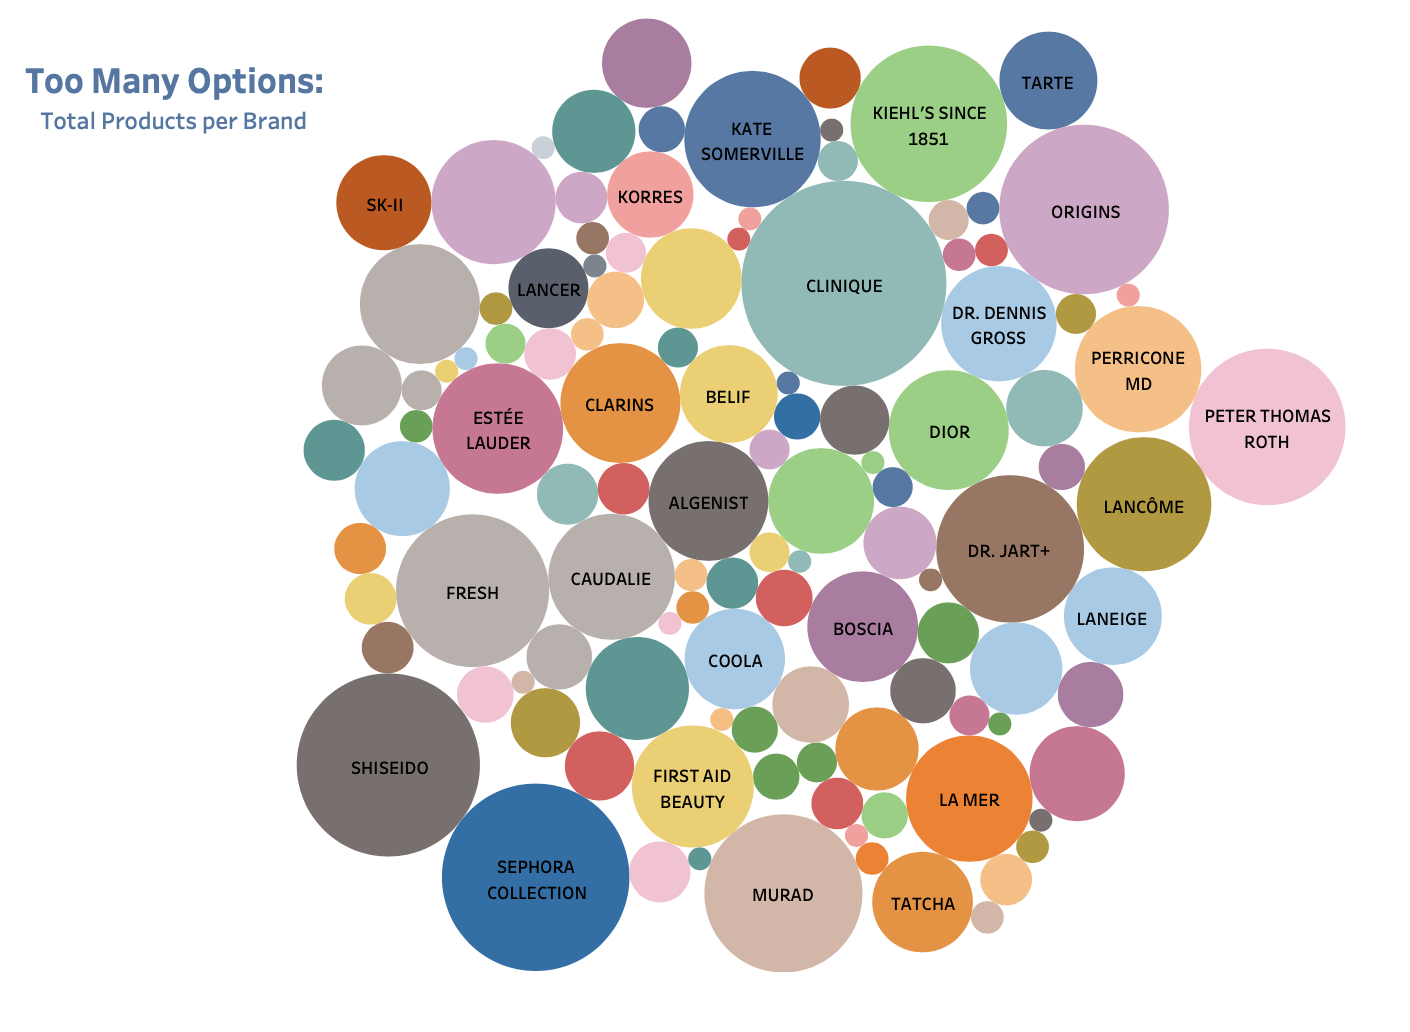 Too Many Options:
Total Products per Brand
TARTE
KIEHL'S SINCE
1851
KATE
SOMERVILLE
KORRES
SK-II
ORIGINS
CLINIQUE
LANCER
DR. DENNIS
GROSS
PERRICONE
MD
PETER THOMAS
ROTH
ESTÉE
LAUDER
CLARINS
BELIF
DIOR
ALGENIST
LANCÔME
DR. JART+
FRESH
CAUDALIE
BOSCIA
LANEIGE
COOLA
SHISEIDO
FIRST AID
BEAUTY
LA MER
SEPHORA
COLLECTION
MURAD
TATCHA